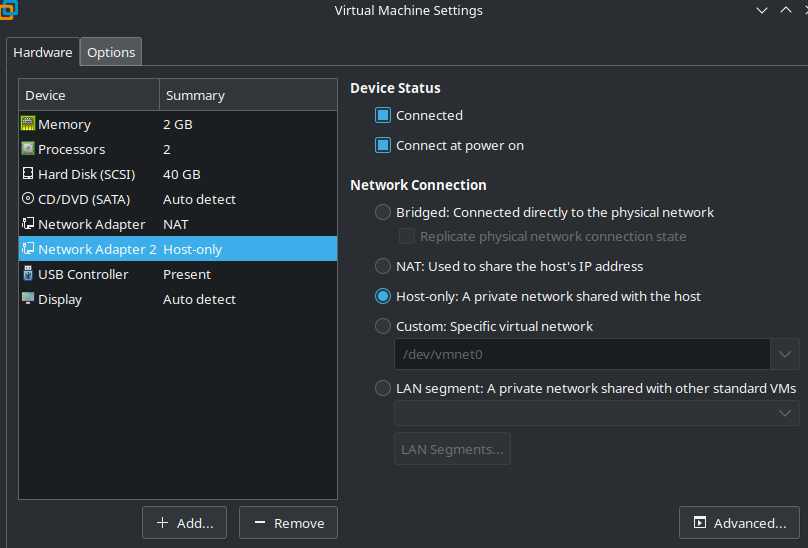 Virtual Machine Settings
Hardware Options
Device Summary
Memory 2 GB
Processors 2
Hard Disk (SCSI) 40 GB
CD/DVD (SATA) Auto detect
Network Adapter NAT
Network Adapter 2 Host-only
USB Controller Present
Display Auto detect
+ Add...
− Remove
Device Status
Connected
Connect at power on
Network Connection
Bridged: Connected directly to the physical network
Replicate physical network connection state
NAT: Used to share the host's IP address
Host-only: A private network shared with the host
Custom: Specific virtual network
/dev/vmnet0
LAN segment: A private network shared with other standard VMs
LAN Segments...
Advanced...